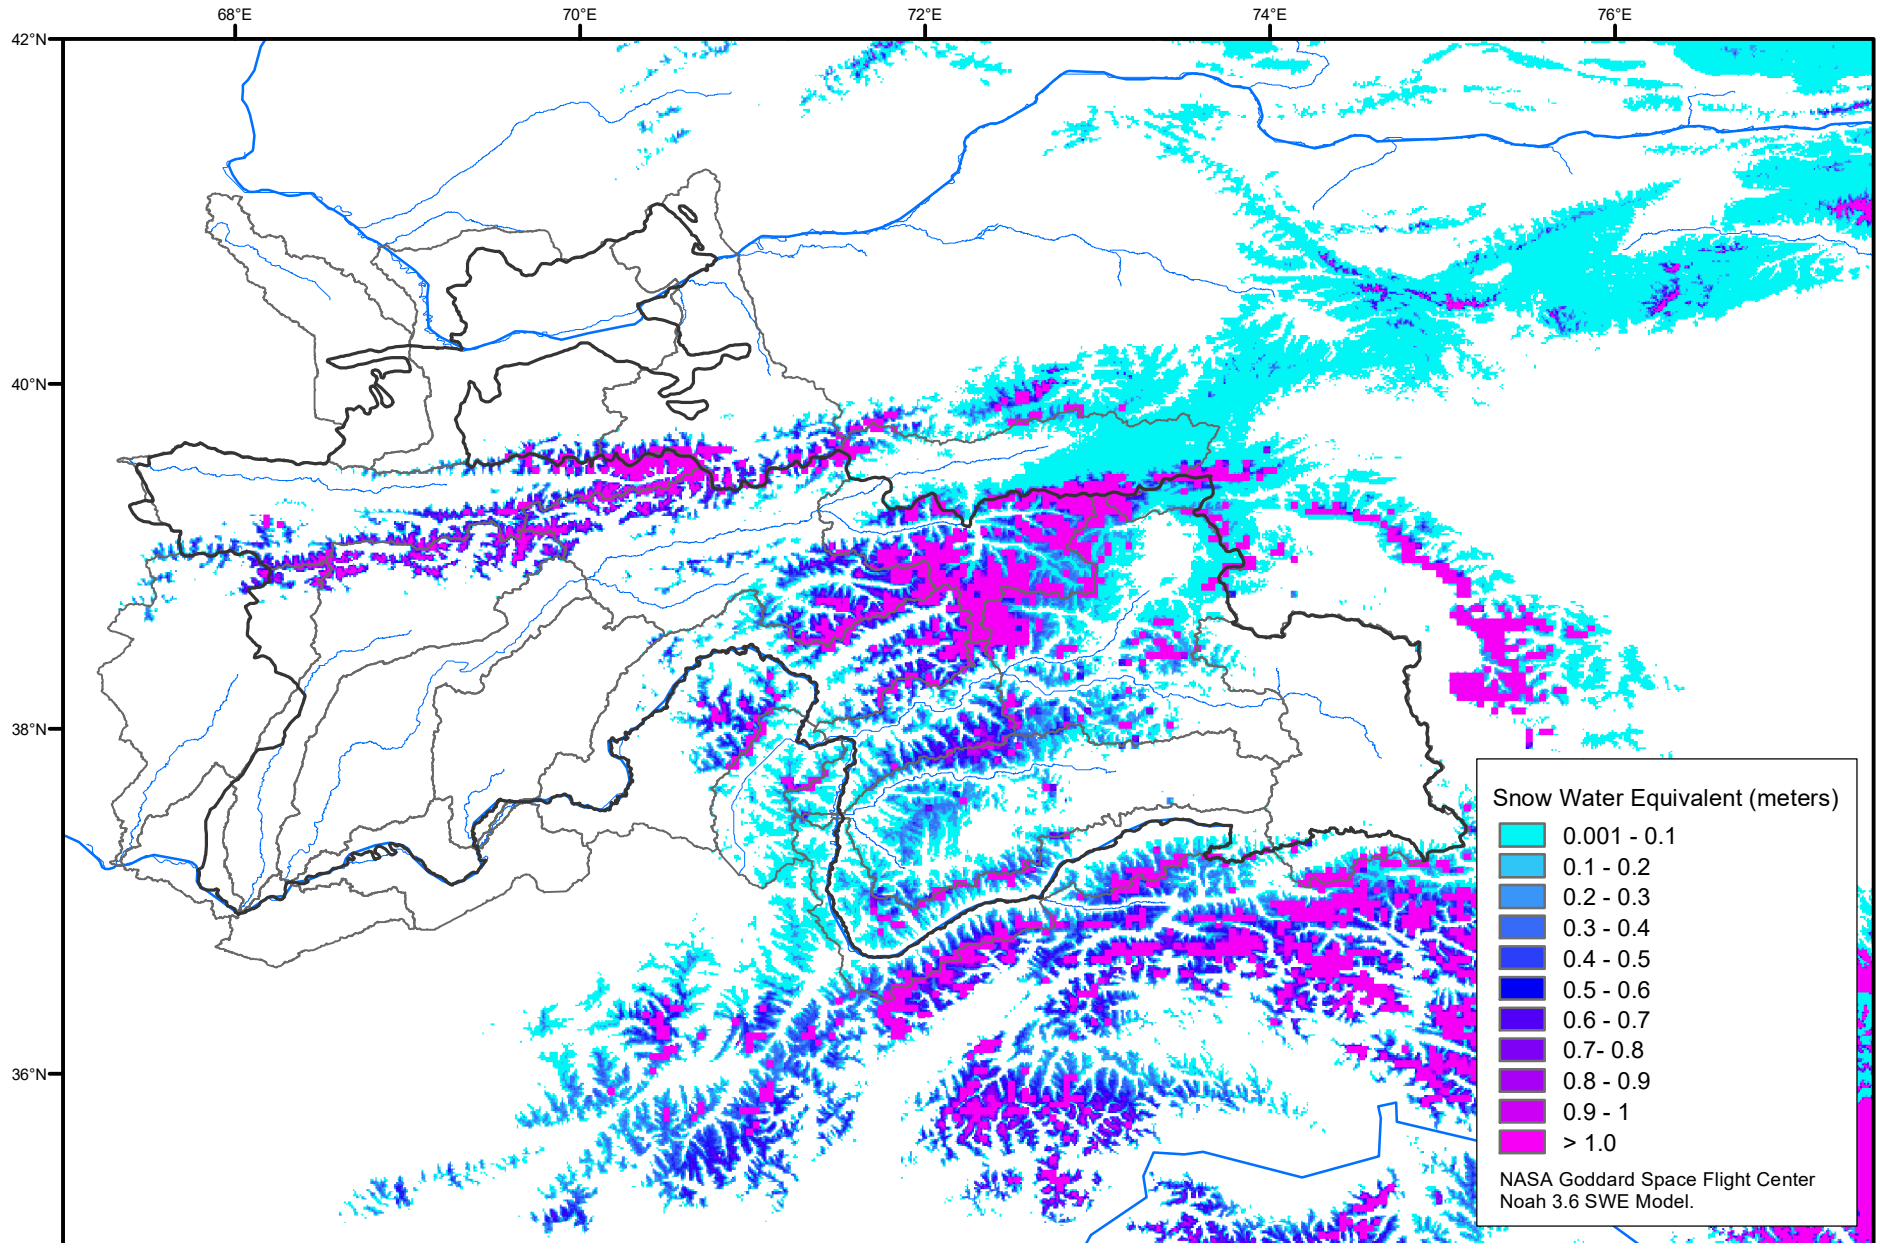 68°E 70°E 72°E 74°E 76°E
42°N
40°N
38°N
36°N
Snow Water Equivalent (meters)
0.001 - 0.1
0.1 - 0.2
0.2 - 0.3
0.3 - 0.4
0.4 - 0.5
0.5 - 0.6
0.6 - 0.7
0.7- 0.8
0.8 - 0.9
0.9 - 1
> 1.0
NASA Goddard Space Flight Center
Noah 3.6 SWE Model.